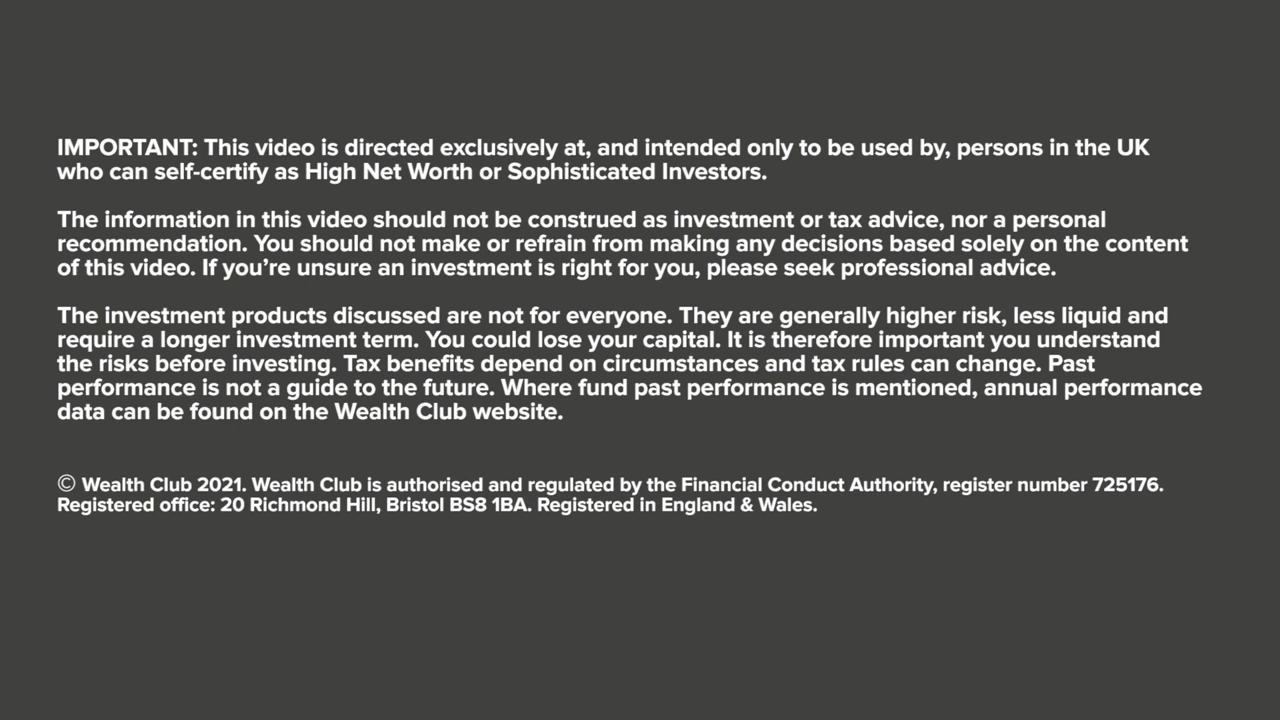 IMPORTANT: This video is directed exclusively at, and intended only to be used by, persons in the UK
who can self-certify as High Net Worth or Sophisticated Investors.
The information in this video should not be construed as investment or tax advice, nor a personal
recommendation. You should not make or refrain from making any decisions based solely on the content
of this video. If you’re unsure an investment is right for you, please seek professional advice.
The investment products discussed are not for everyone. They are generally higher risk, less liquid and
require a longer investment term. You could lose your capital. It is therefore important you understand
the risks before investing. Tax benefits depend on circumstances and tax rules can change. Past
performance is not a guide to the future. Where fund past performance is mentioned, annual performance
data can be found on the Wealth Club website.
© Wealth Club 2021. Wealth Club is authorised and regulated by the Financial Conduct Authority, register number 725176.
Registered office: 20 Richmond Hill, Bristol BS8 1BA. Registered in England & Wales.